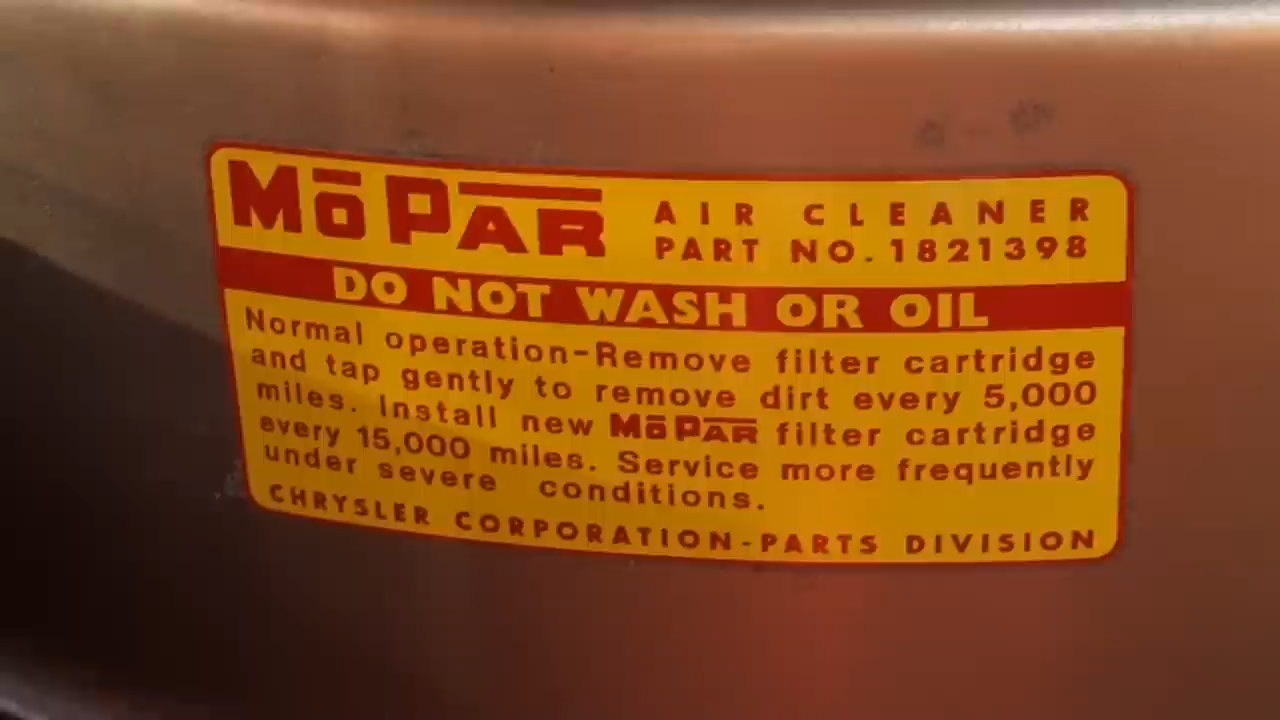 MōPAR
AIR CLEANER
PART NO. 1821398
DO NOT WASH OR OIL
Normal operation-Remove filter cartridge
and tap gently to remove dirt every 5,000
miles. Install new MōPAR filter cartridge
every 15,000 miles. Service more frequently
under severe conditions.
CHRYSLER CORPORATION-PARTS DIVISION